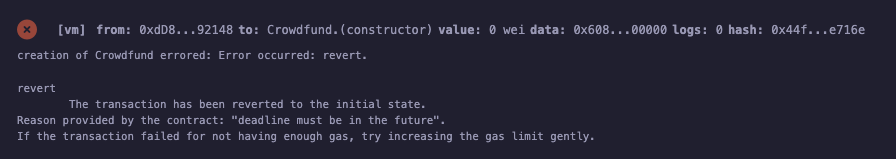 [vm] from: 0xdD8...92148 to: Crowdfund.(constructor) value: 0 wei data: 0x608...00000 logs: 0 hash: 0x44f...e716e
creation of Crowdfund errored: Error occurred: revert.
revert
The transaction has been reverted to the initial state.
Reason provided by the contract: "deadline must be in the future".
If the transaction failed for not having enough gas, try increasing the gas limit gently.